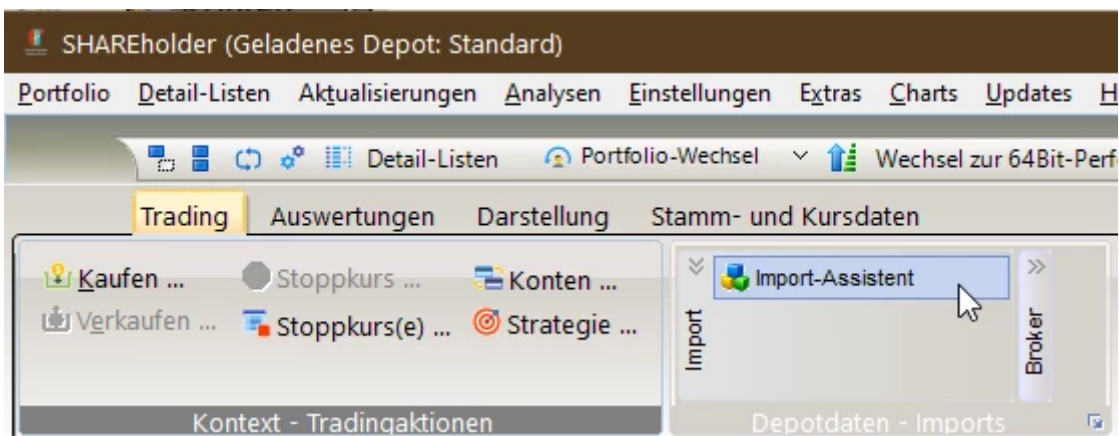 SHAREholder (Geladenes Depot: Standard)
Portfolio Detail-Listen Aktualisierungen Analysen Einstellungen Extras Charts Updates H
Detail-Listen Portfolio-Wechsel Wechsel zur 64Bit-Perf
Trading Auswertungen Darstellung Stamm- und Kursdaten
Kaufen ... Stoppkurs ... Konten ... Import-Assistent
Verkaufen ... Stoppkurs(e) ... Strategie ... Import Broker
Kontext - Tradingaktionen Depotdaten - Imports